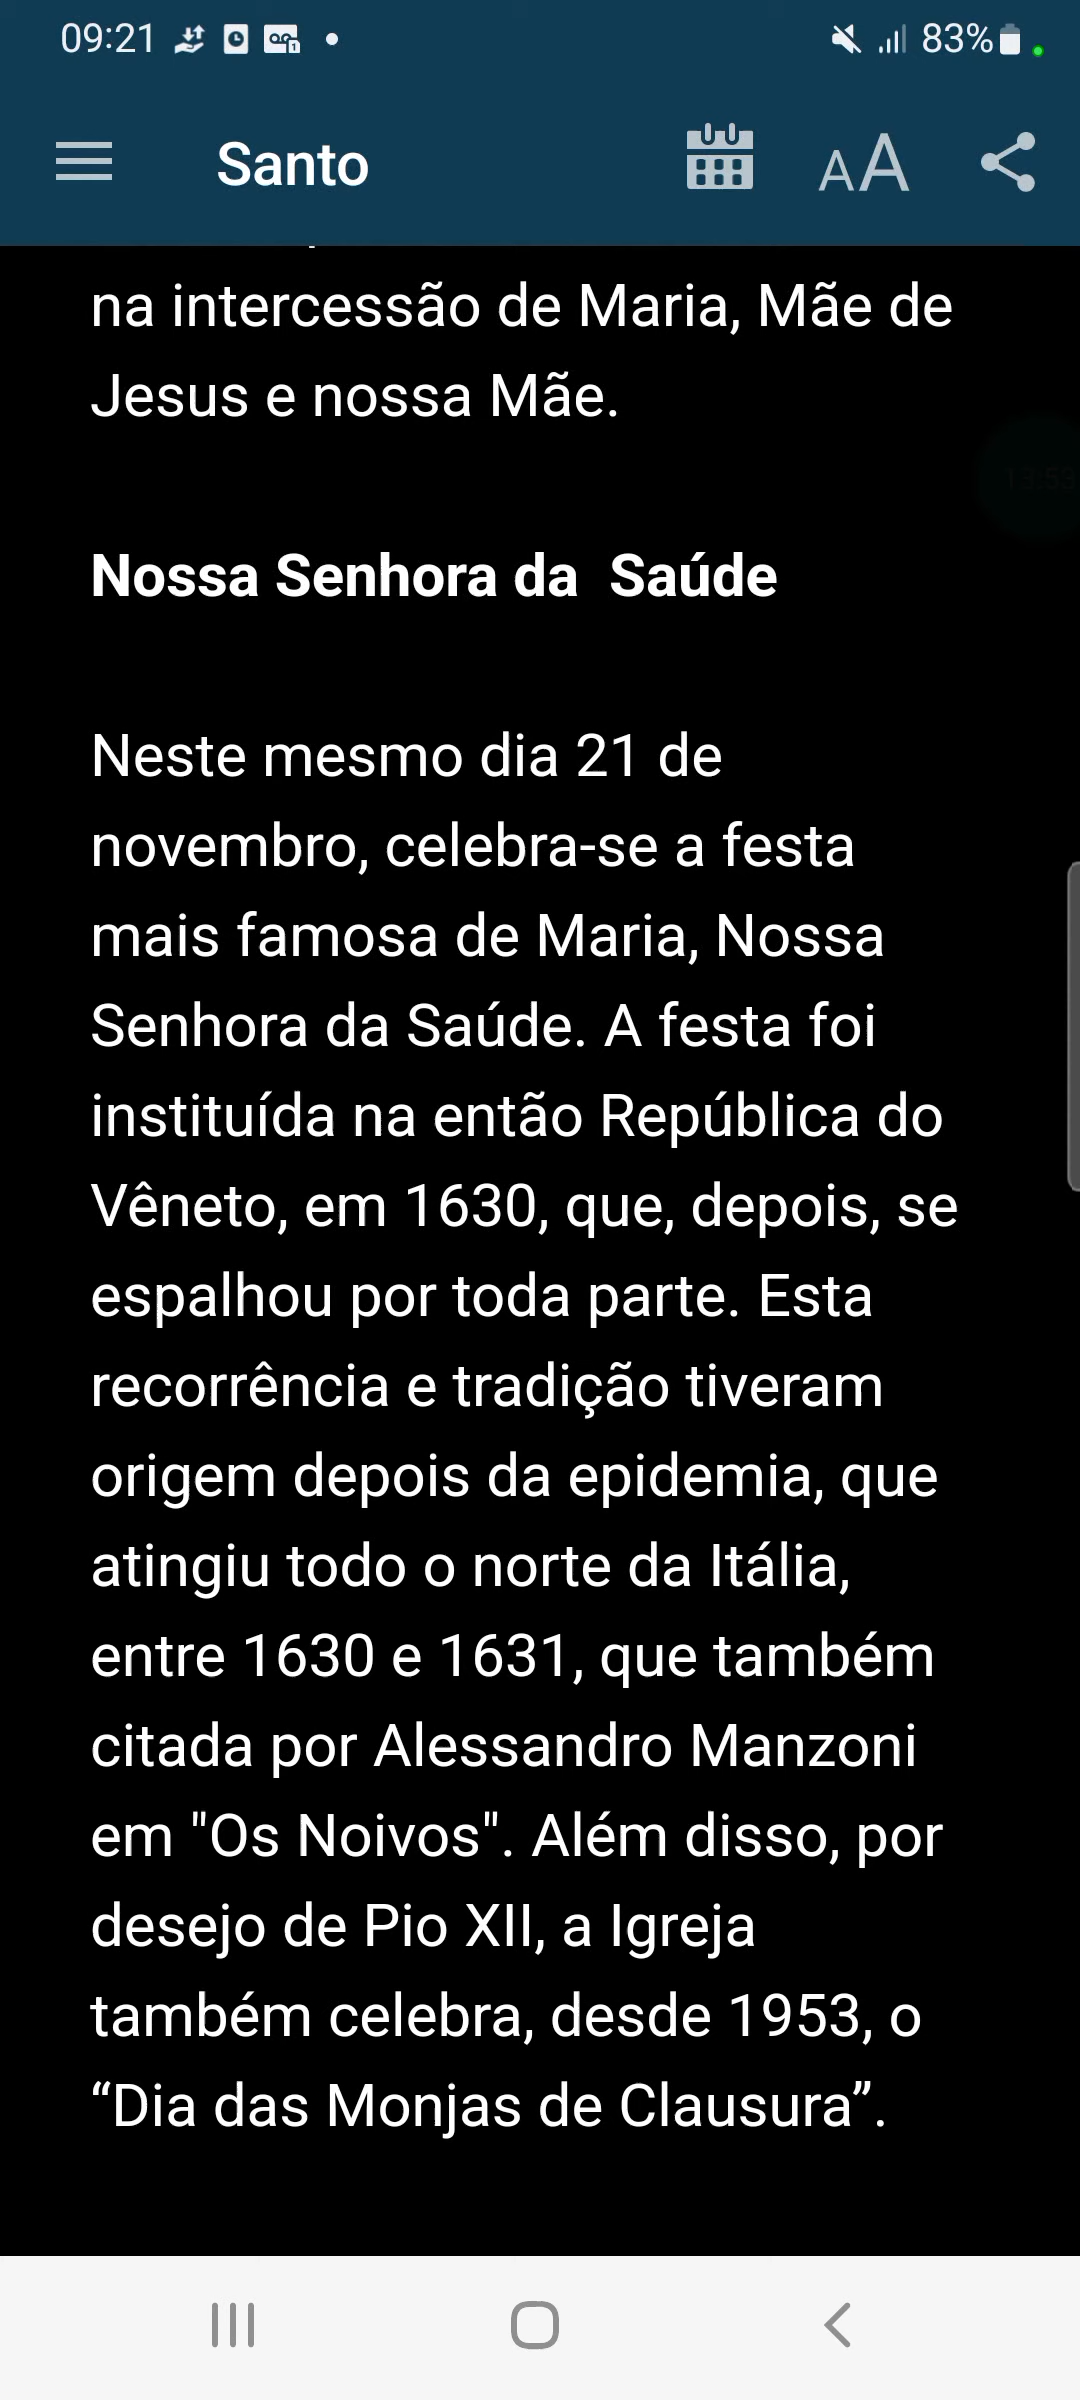 09:21
83%
Santo
AA
na intercessão de Maria, Mãe de
Jesus e nossa Mãe.
13:53
Nossa Senhora da  Saúde
Neste mesmo dia 21 de
novembro, celebra-se a festa
mais famosa de Maria, Nossa
Senhora da Saúde. A festa foi
instituída na então República do
Vêneto, em 1630, que, depois, se
espalhou por toda parte. Esta
recorrência e tradição tiveram
origem depois da epidemia, que
atingiu todo o norte da Itália,
entre 1630 e 1631, que também
citada por Alessandro Manzoni
em "Os Noivos". Além disso, por
desejo de Pio XII, a Igreja
também celebra, desde 1953, o
“Dia das Monjas de Clausura”.